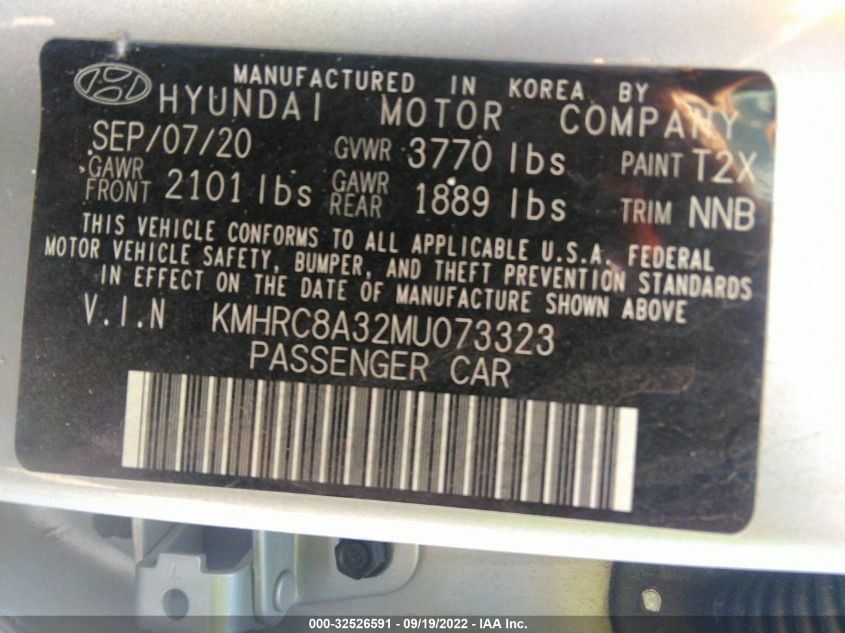 MANUFACTURED IN KOREA BY
HYUNDAI MOTOR COMPANY
SEP/07/20 GVWR 3770 lbs PAINT T2X
GAWR FRONT 2101 lbs GAWR REAR 1889 lbs TRIM NNB
THIS VEHICLE CONFORMS TO ALL APPLICABLE U.S.A. FEDERAL
MOTOR VEHICLE SAFETY, BUMPER, AND THEFT PREVENTION STANDARDS
IN EFFECT ON THE DATE OF MANUFACTURE SHOWN ABOVE
V.I.N KMHRC8A32MU073323
PASSENGER CAR
L
000-32526591 - 09/19/2022 - IAA Inc.